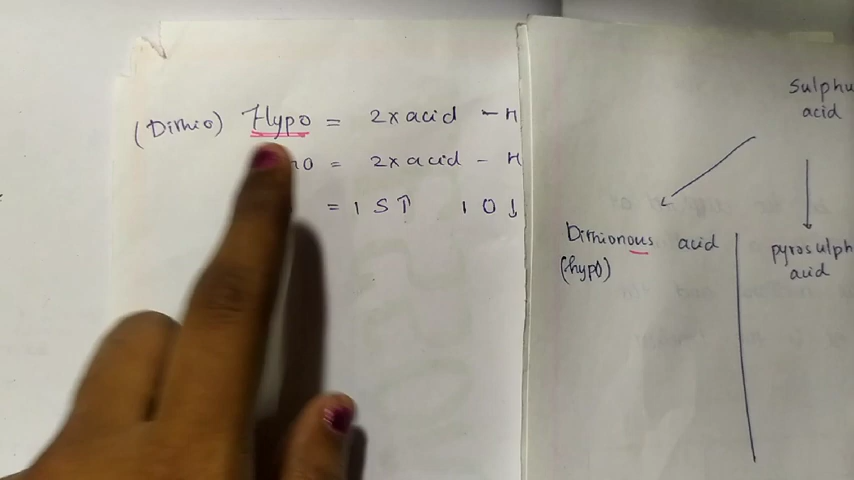 (Dithio) Hypo = 2x acid - H
= 2x acid - H
= 1 S↑ 1 O↓
Sulphu
acid
Dithionous acid
(hypo)
pyrosulph
acid